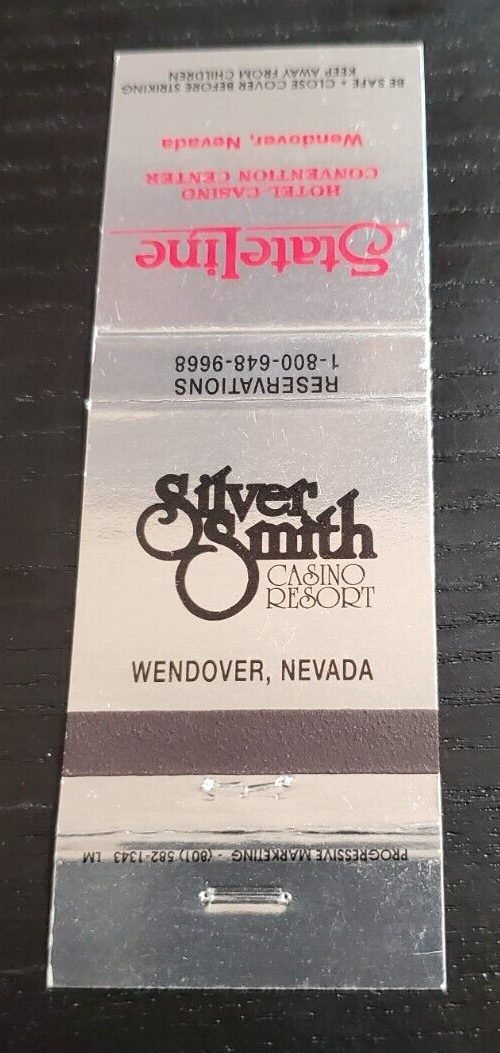 BE SAFE • CLOSE COVER BEFORE STRIKING
KEEP AWAY FROM CHILDREN
StateLine
HOTEL-CASINO
CONVENTION CENTER
Wendover, Nevada
RESERVATIONS
1-800-648-9668
Silver
Smith
CASINO
RESORT
WENDOVER, NEVADA
PROGRESSIVE MARKETING - (801) 582-1343 LM